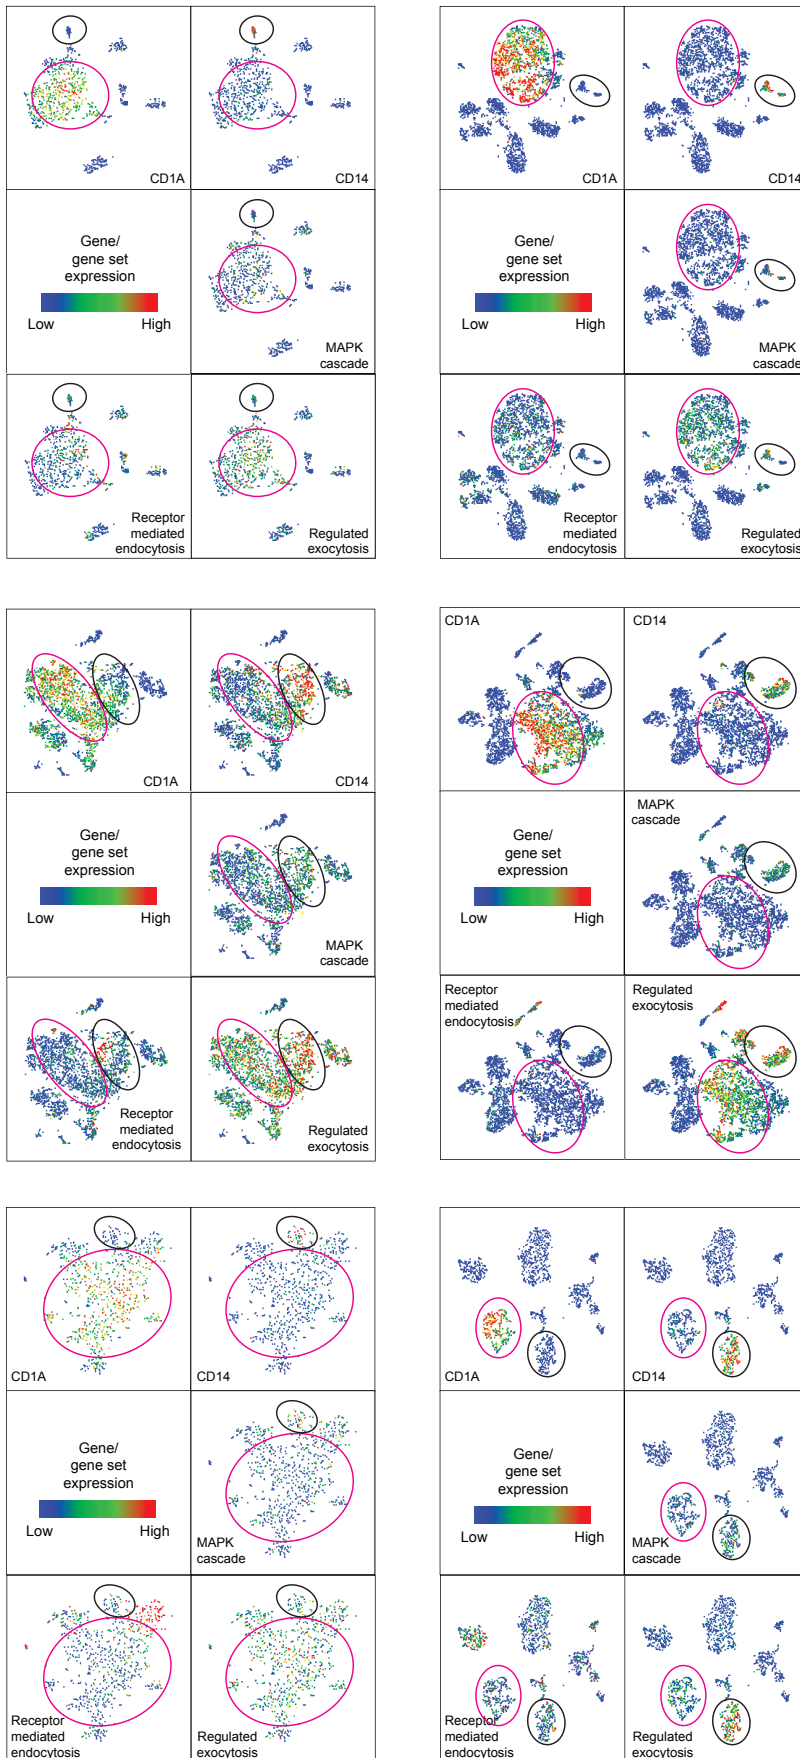 CD1A
CD14
Gene/
gene set
expression
Low
High
MAPK
cascade
Receptor
mediated
endocytosis
Regulated
exocytosis
CD1A
CD14
Gene/
gene set
expression
Low
High
MAPK
cascade
Receptor
mediated
endocytosis
Regulated
exocytosis
CD1A
CD14
Gene/
gene set
expression
Low
High
MAPK
cascade
Receptor
mediated
endocytosis
Regulated
exocytosis
CD1A
CD14
Gene/
gene set
expression
Low
High
MAPK
cascade
Receptor
mediated
endocytosis
Regulated
exocytosis
CD1A
CD14
Gene/
gene set
expression
Low
High
MAPK
cascade
Receptor
mediated
endocytosis
Regulated
exocytosis
CD1A
CD14
Gene/
gene set
expression
Low
High
MAPK
cascade
Receptor
mediated
endocytosis
Regulated
exocytosis